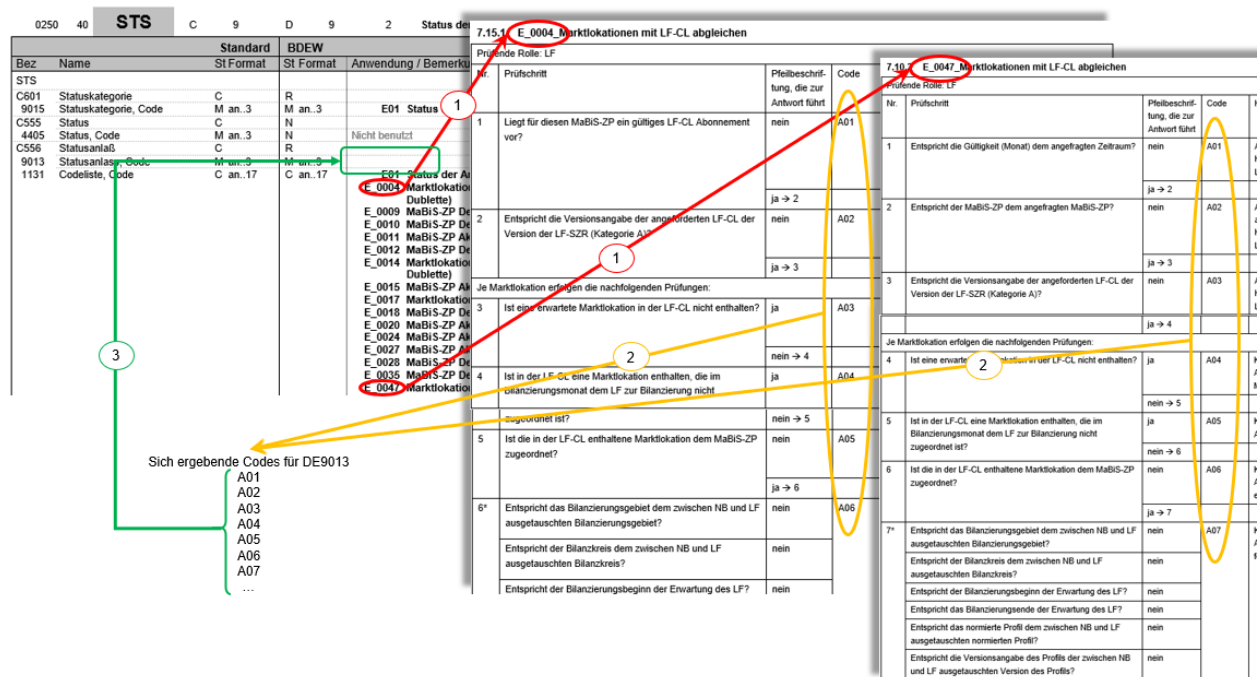 0250 40 STS C 9 D 9 2 Status der
Standard BDEW
Bez Name St Format St Format Anwendung / Bemerku
STS
C601 Statuskategorie C R
9015 Statuskategorie, Code M an..3 M an..3 E01 Status
C555 Status C N
4405 Status, Code M an..3 N Nicht benutzt
C556 Statusanlaß C R
9013 Statusanlass, Code M an..3 M an..3
1131 Codeliste, Code C an..17 C an..17 E01 Status der An
E_0004 Marktlokation
Dublette)
E_0009 MaBiS-ZP De
E_0010 MaBiS-ZP De
E_0011 MaBiS-ZP Ak
E_0012 MaBiS-ZP De
E_0014 Marktlokation
Dublette)
E_0015 MaBiS-ZP Ak
E_0017 Marktlokation
E_0018 MaBiS-ZP De
E_0020 MaBiS-ZP Ak
E_0024 MaBiS-ZP Ak
E_0027 MaBiS-ZP Ak
E_0028 MaBiS-ZP De
E_0035 MaBiS-ZP Ak
E_0047 Marktlokation
1
1
2
2
3
Sich ergebende Codes für DE9013
A01
A02
A03
A04
A05
A06
A07
...
7.15.1 E_0004_Marktlokationen mit LF-CL abgleichen
Prüfende Rolle: LF
Nr. Prüfschritt Pfeilbeschrif- Code
tung, die zur
Antwort führt
1 Liegt für diesen MaBiS-ZP ein gültiges LF-CL Abonnement nein A01
vor?
ja → 2
2 Entspricht die Versionsangabe der angeforderten LF-CL der nein A02
Version der LF-SZR (Kategorie A)?
ja → 3
Je Marktlokation erfolgen die nachfolgenden Prüfungen:
3 Ist eine erwartete Marktlokation in der LF-CL nicht enthalten? ja A03
nein → 4
4 Ist in der LF-CL eine Marktlokation enthalten, die im ja A04
Bilanzierungsmonat dem LF zur Bilanzierung nicht
zugeordnet ist? nein → 5
5 Ist die in der LF-CL enthaltene Marktlokation dem MaBiS-ZP nein A05
zugeordnet?
ja → 6
6* Entspricht das Bilanzierungsgebiet dem zwischen NB und LF nein A06
ausgetauschten Bilanzierungsgebiet?
Entspricht der Bilanzkreis dem zwischen NB und LF nein
ausgetauschten Bilanzkreis?
Entspricht der Bilanzierungsbeginn der Erwartung des LF? nein
7.10. E_0047_Marktlokationen mit LF-CL abgleichen
Prüfende Rolle: LF
Nr. Prüfschritt Pfeilbeschrif- Code
tung, die zur
Antwort führt
1 Entspricht die Gültigkeit (Monat) dem angefragten Zeitraum? nein A01
ja → 2
2 Entspricht der MaBiS-ZP dem angefragten MaBiS-ZP? nein A02
ja → 3
3 Entspricht die Versionsangabe der angeforderten LF-CL der nein A03
Version der LF-SZR (Kategorie A)?
ja → 4
Je Marktlokation erfolgen die nachfolgenden Prüfungen:
4 Ist eine erwartete Marktlokation in der LF-CL nicht enthalten? ja A04
nein → 5
5 Ist in der LF-CL eine Marktlokation enthalten, die im ja A05
Bilanzierungsmonat dem LF zur Bilanzierung nicht
zugeordnet ist? nein → 6
6 Ist die in der LF-CL enthaltene Marktlokation dem MaBiS-ZP nein A06
zugeordnet?
ja → 7
7* Entspricht das Bilanzierungsgebiet dem zwischen NB und LF nein A07
ausgetauschten Bilanzierungsgebiet?
Entspricht der Bilanzkreis dem zwischen NB und LF nein
ausgetauschten Bilanzkreis?
Entspricht der Bilanzierungsbeginn der Erwartung des LF? nein
Entspricht das Bilanzierungsende der Erwartung des LF? nein
Entspricht das normierte Profil dem zwischen NB und LF nein
ausgetauschten normierten Profil?
Entspricht die Versionsangabe des Profils der zwischen NB nein
und LF ausgetauschten Version des Profils?